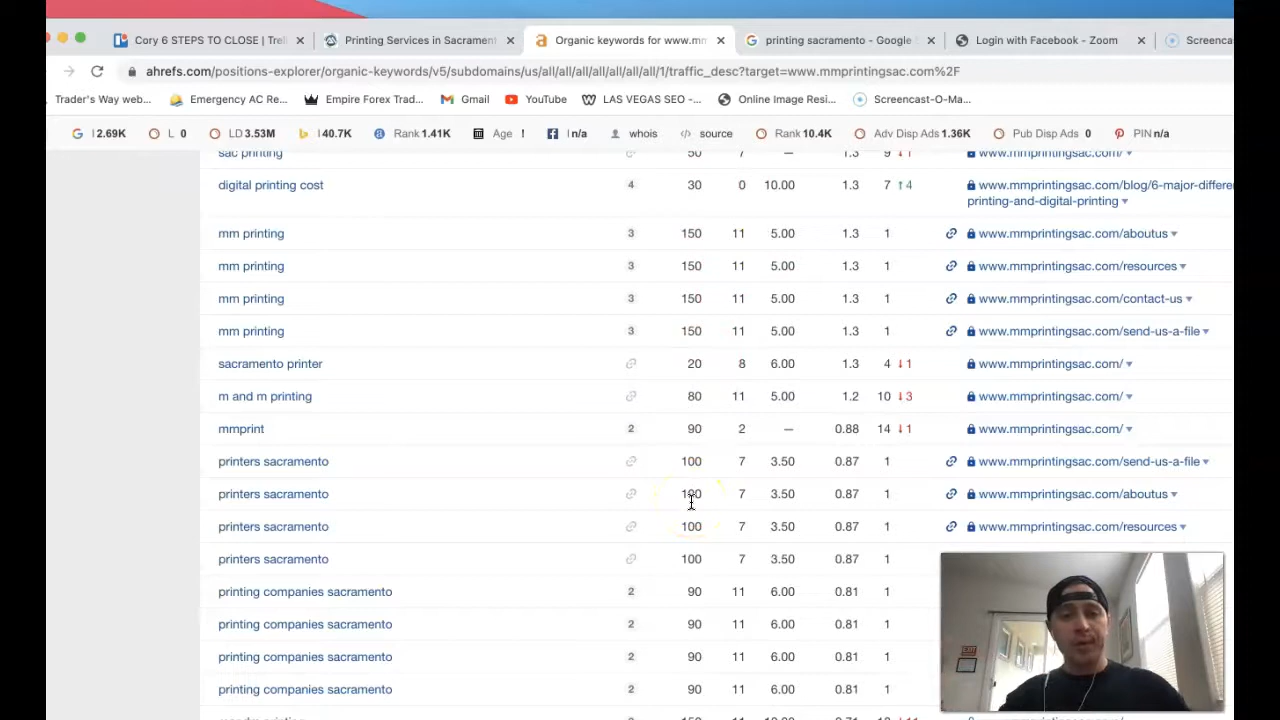 Cory 6 STEPS TO CLOSE | Trell
Printing Services in Sacrament
Organic keywords for www.mm
printing sacramento - Google S
Login with Facebook - Zoom
Screenca
ahrefs.com/positions-explorer/organic-keywords/v5/subdomains/us/all/all/all/all/all/all/all/1/traffic_desc?target=www.mmprintingsac.com%2F
Trader's Way web... Emergency AC Re... Empire Forex Trad... Gmail YouTube LAS VEGAS SEO -... Online Image Resi... Screencast-O-Ma...
I 2.69K L 0 LD 3.53M I 40.7K Rank 1.41K Age ! I n/a whois source Rank 10.4K Adv Disp Ads 1.36K Pub Disp Ads 0 PIN n/a
sac printing 50 7 — 1.3 9 ↓1 www.mmprintingsac.com/
digital printing cost 4 30 0 10.00 1.3 7 ↑4 www.mmprintingsac.com/blog/6-major-differe
printing-and-digital-printing
mm printing 3 150 11 5.00 1.3 1 www.mmprintingsac.com/aboutus
mm printing 3 150 11 5.00 1.3 1 www.mmprintingsac.com/resources
mm printing 3 150 11 5.00 1.3 1 www.mmprintingsac.com/contact-us
mm printing 3 150 11 5.00 1.3 1 www.mmprintingsac.com/send-us-a-file
sacramento printer 20 8 6.00 1.3 4 ↓1 www.mmprintingsac.com/
m and m printing 80 11 5.00 1.2 10 ↓3 www.mmprintingsac.com/
mmprint 2 90 2 — 0.88 14 ↓1 www.mmprintingsac.com/
printers sacramento 100 7 3.50 0.87 1 www.mmprintingsac.com/send-us-a-file
printers sacramento 100 7 3.50 0.87 1 www.mmprintingsac.com/aboutus
printers sacramento 100 7 3.50 0.87 1 www.mmprintingsac.com/resources
printers sacramento 100 7 3.50 0.87 1
printing companies sacramento 2 90 11 6.00 0.81 1
printing companies sacramento 2 90 11 6.00 0.81 1
printing companies sacramento 2 90 11 6.00 0.81 1
printing companies sacramento 2 90 11 6.00 0.81 1
EXIT